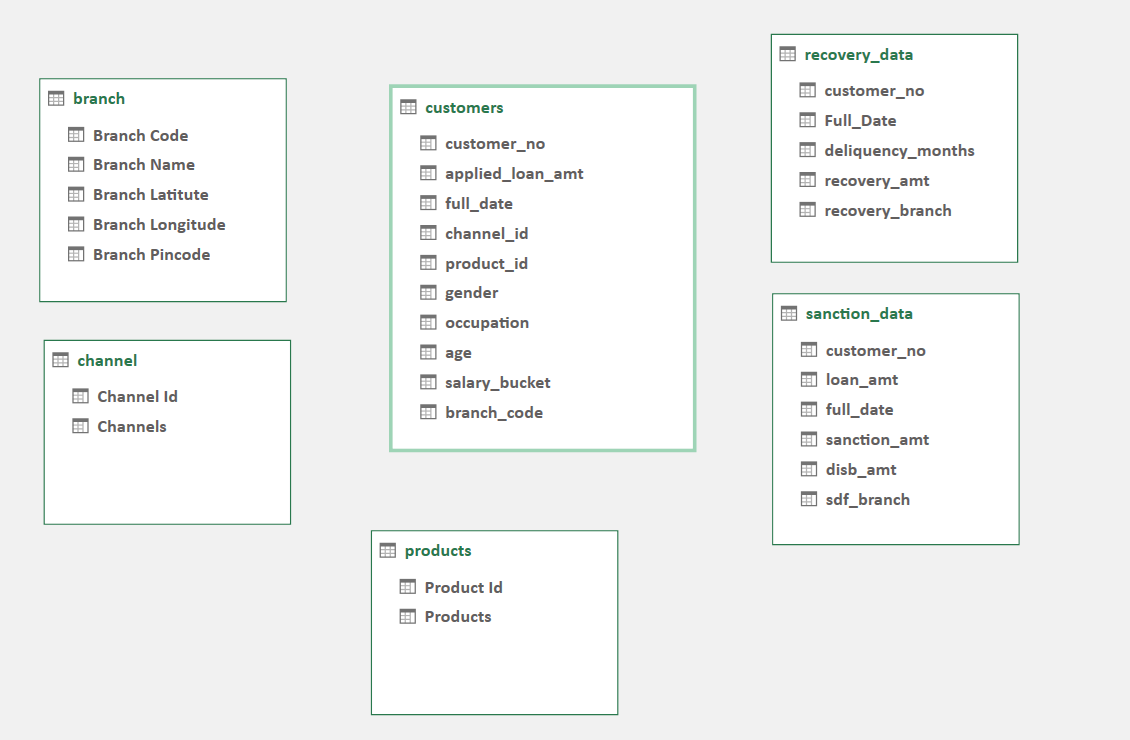 branch
Branch Code
Branch Name
Branch Latitute
Branch Longitude
Branch Pincode
channel
Channel Id
Channels
customers
customer_no
applied_loan_amt
full_date
channel_id
product_id
gender
occupation
age
salary_bucket
branch_code
products
Product Id
Products
recovery_data
customer_no
Full_Date
deliquency_months
recovery_amt
recovery_branch
sanction_data
customer_no
loan_amt
full_date
sanction_amt
disb_amt
sdf_branch